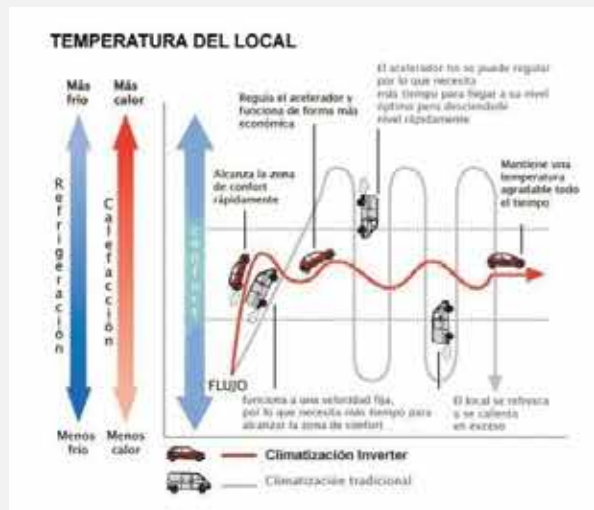 TEMPERATURA DEL LOCAL
Más
frío
Más
calor
Refrigeración
Calefacción
Confort
Menos
frío
Menos
calor
Alcanza la zona
de confort
rápidamente
Regula el acelerador y
funciona de forma más
económica
El acelerador no se puede regular
por lo que necesita
más tiempo para llegar a su nivel
óptimo pero desciende
nivel rápidamente
Mantiene una
temperatura
agradable todo
el tiempo
FLUJO
funciona a una velocidad fija,
por lo que necesita más tiempo para
alcanzar la zona de confort
El local se refresca
o se calienta
en exceso
Climatización Inverter
Climatización tradicional